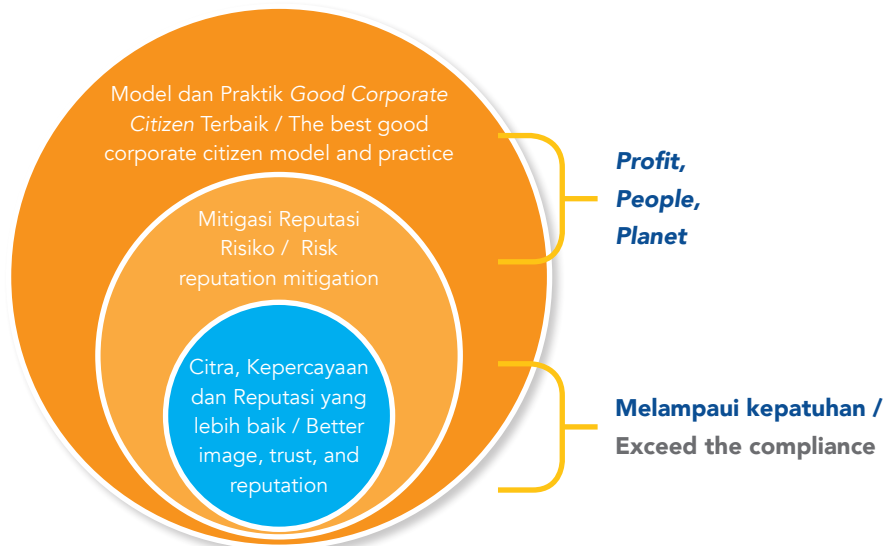 Model dan Praktik Good Corporate
Citizen Terbaik / The best good
corporate citizen model and practice
Mitigasi Reputasi
Risiko / Risk
reputation mitigation
Citra, Kepercayaan
dan Reputasi yang
lebih baik / Better
image, trust, and
reputation
Profit,
People,
Planet
Melampaui kepatuhan /
Exceed the compliance